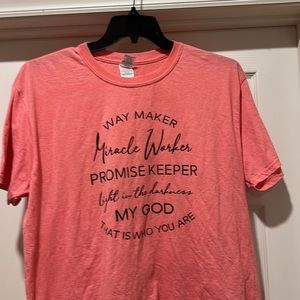 WAY MAKER
Miracle Worker
PROMISE KEEPER
Light in the darkness
MY GOD
THAT IS WHO YOU ARE